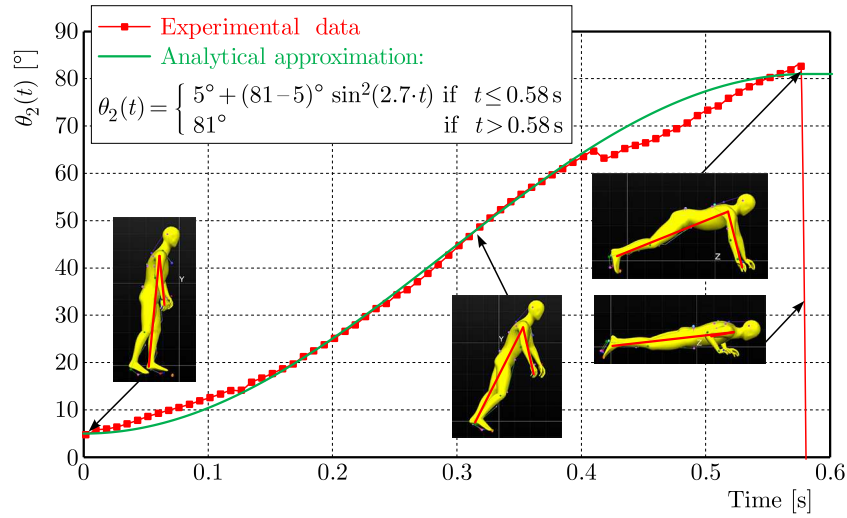 Experimental data
Analytical approximation:
θ₂(t) = { 5° + (81–5)° sin²(2.7·t) if t ≤ 0.58 s
81° if t > 0.58 s
θ₂(t) [°]
90
80
70
60
50
40
30
20
10
0
Y
Y
Z
0 0.1 0.2 0.3 0.4 0.5 0.6
Time [s]